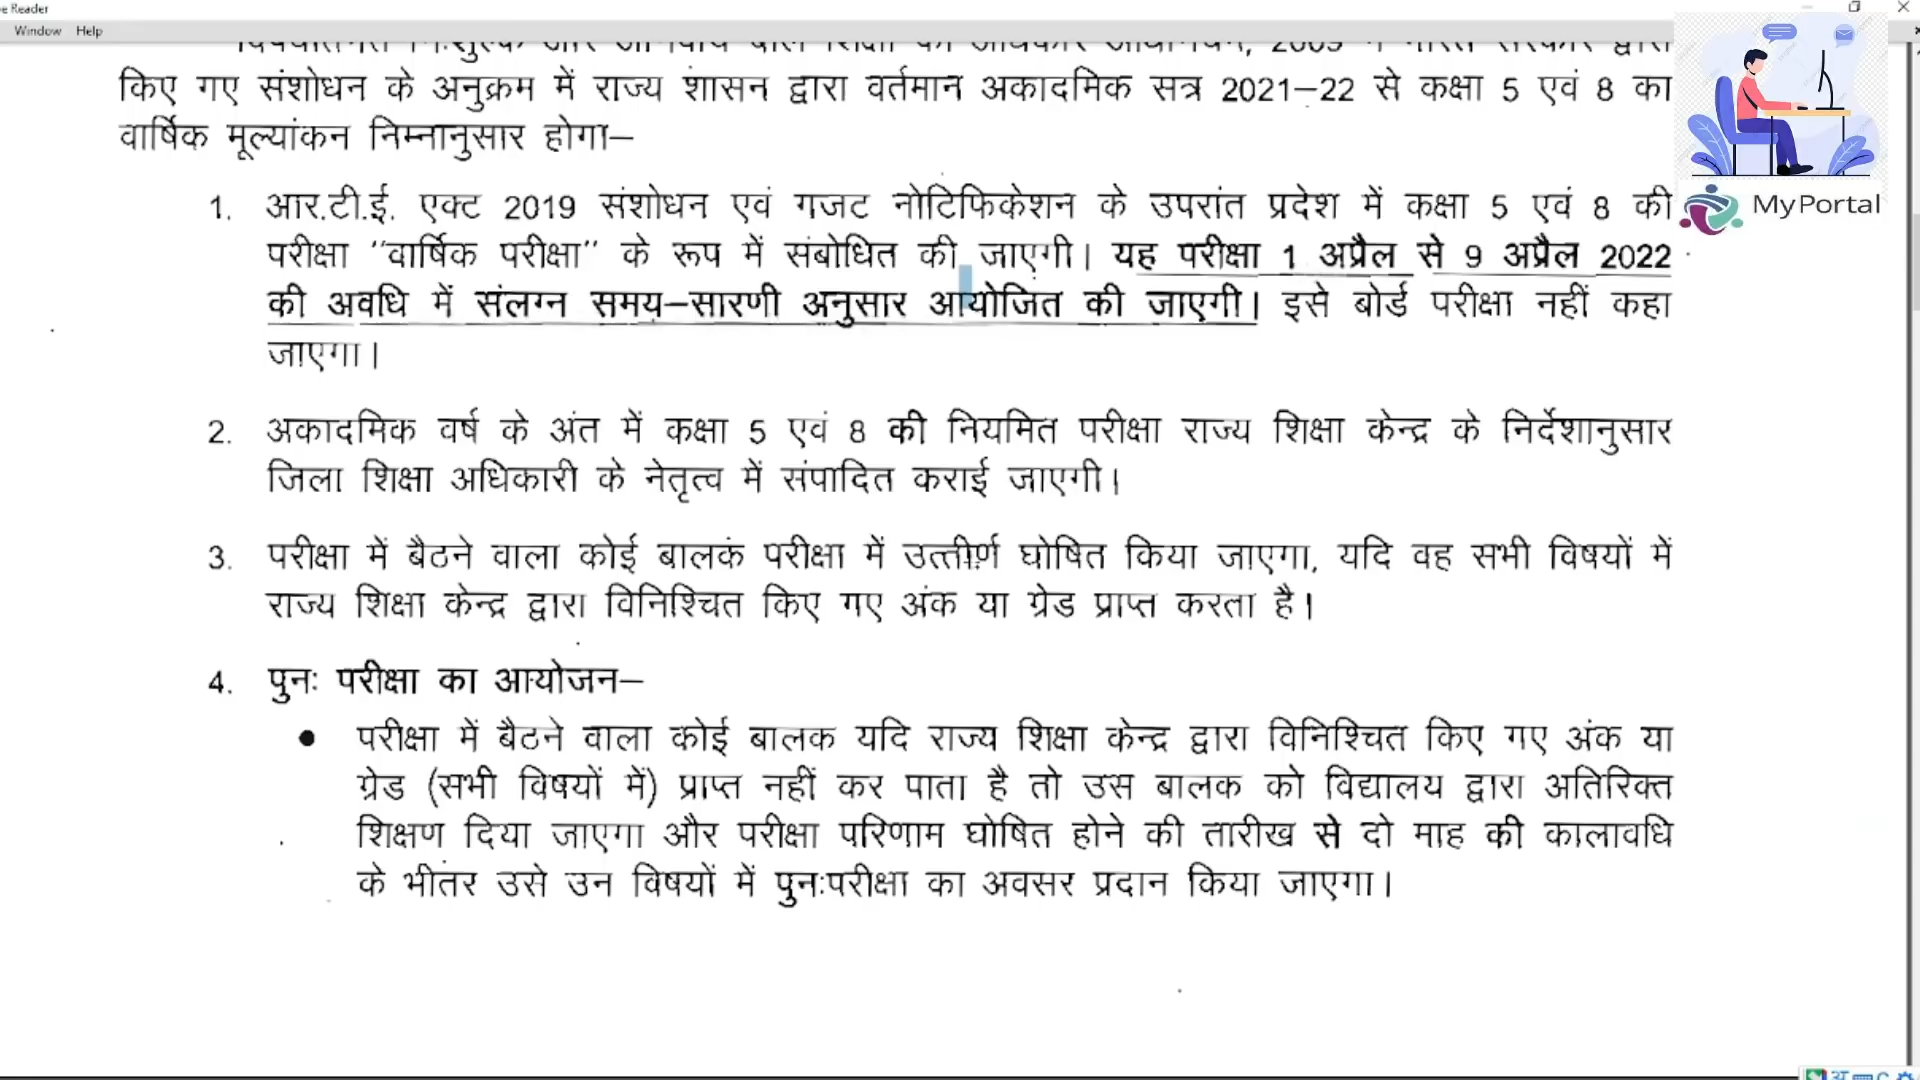 e Reader
Window Help
किए गए संशोधन के अनुक्रम में राज्य शासन द्वारा वर्तमान अकादमिक सत्र 2021–22 से कक्षा 5 एवं 8 का
वार्षिक मूल्यांकन निम्नानुसार होगा–
1. आर.टी.ई. एक्ट 2019 संशोधन एवं गजट नोटिफिकेशन के उपरांत प्रदेश में कक्षा 5 एवं 8 की
परीक्षा ''वार्षिक परीक्षा'' के रूप में संबोधित की जाएगी। यह परीक्षा 1 अप्रैल से 9 अप्रैल 2022
की अवधि में संलग्न समय–सारणी अनुसार आयोजित की जाएगी। इसे बोर्ड परीक्षा नहीं कहा
जाएगा।
2. अकादमिक वर्ष के अंत में कक्षा 5 एवं 8 की नियमित परीक्षा राज्य शिक्षा केन्द्र के निर्देशानुसार
जिला शिक्षा अधिकारी के नेतृत्व में संपादित कराई जाएगी।
3. परीक्षा में बैठने वाला कोई बालक परीक्षा में उत्तीर्ण घोषित किया जाएगा, यदि वह सभी विषयों में
राज्य शिक्षा केन्द्र द्वारा विनिश्चित किए गए अंक या ग्रेड प्राप्त करता है।
4. पुनः परीक्षा का आयोजन–
● परीक्षा में बैठने वाला कोई बालक यदि राज्य शिक्षा केन्द्र द्वारा विनिश्चित किए गए अंक या
ग्रेड (सभी विषयों में) प्राप्त नहीं कर पाता है तो उस बालक को विद्यालय द्वारा अतिरिक्त
शिक्षण दिया जाएगा और परीक्षा परिणाम घोषित होने की तारीख से दो माह की कालावधि
के भीतर उसे उन विषयों में पुनःपरीक्षा का अवसर प्रदान किया जाएगा।
MyPortal